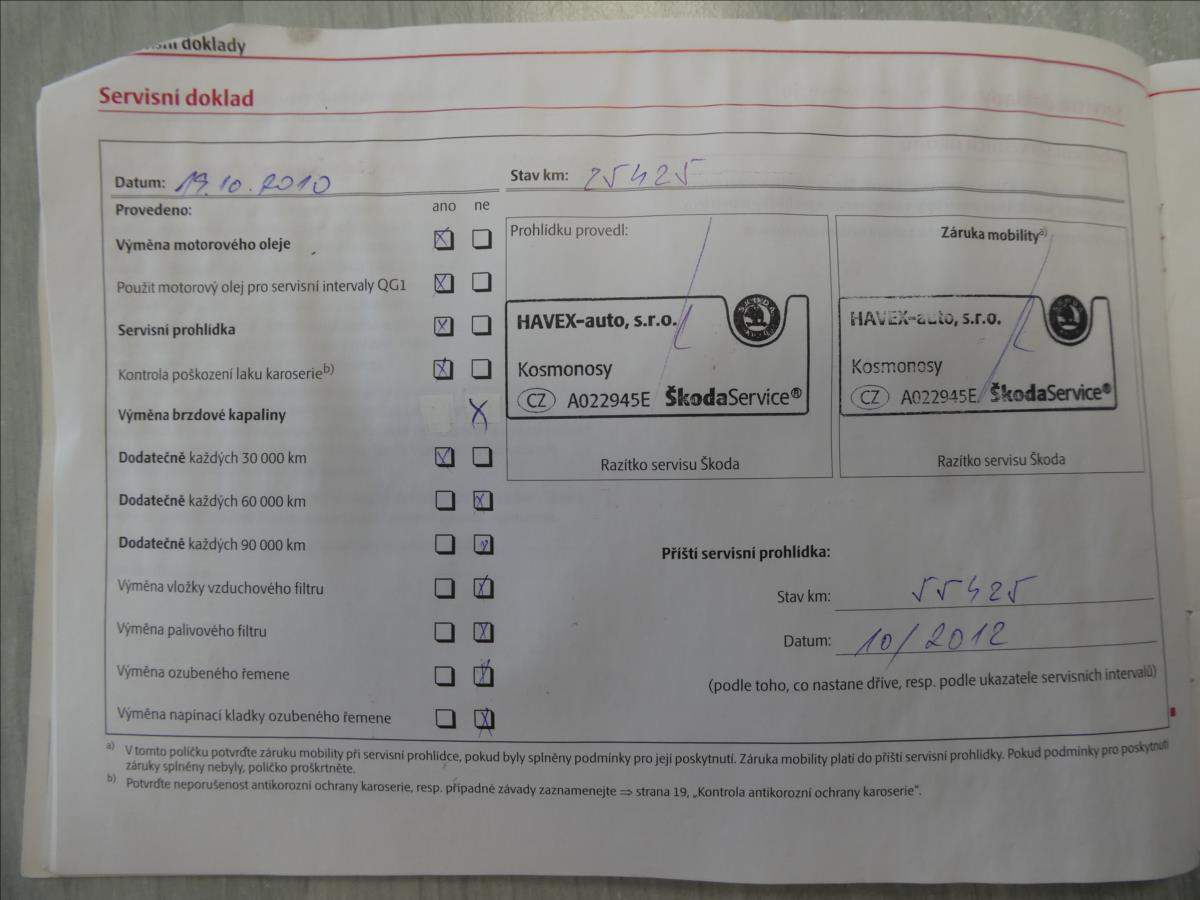 doklady
Servisní doklad
Datum: 19.10.2010
Stav km: 25425
Provedeno:
ano ne
Výměna motorového oleje
Použit motorový olej pro servisní intervaly QG1
Servisní prohlídka
Kontrola poškození laku karoserieb)
Výměna brzdové kapaliny
Dodatečně každých 30 000 km
Dodatečně každých 60 000 km
Dodatečně každých 90 000 km
Výměna vložky vzduchového filtru
Výměna palivového filtru
Výměna ozubeného řemene
Výměna napínací kladky ozubeného řemene
Prohlídku provedl:
HAVEX-auto, s.r.o.
ŠKODA
Kosmonosy
CZ A022945E ŠkodaService®
Razítko servisu Škoda
Záruka mobilitya)
HAVEX-auto, s.r.o.
Kosmonosy
CZ A022945E ŠkodaService®
Razítko servisu Škoda
Příští servisní prohlídka:
Stav km: 55425
Datum: 10/2012
(podle toho, co nastane dříve, resp. podle ukazatele servisních intervalů)
a) V tomto políčku potvrďte záruku mobility při servisní prohlídce, pokud byly splněny podmínky pro její poskytnutí. Záruka mobility platí do příští servisní prohlídky. Pokud podmínky pro poskytnutí
záruky splněny nebyly, políčko proškrtněte.
b) Potvrďte neporušenost antikorozní ochrany karoserie, resp. případné závady zaznamenejte ⇒ strana 19, „Kontrola antikorozní ochrany karoserie“.